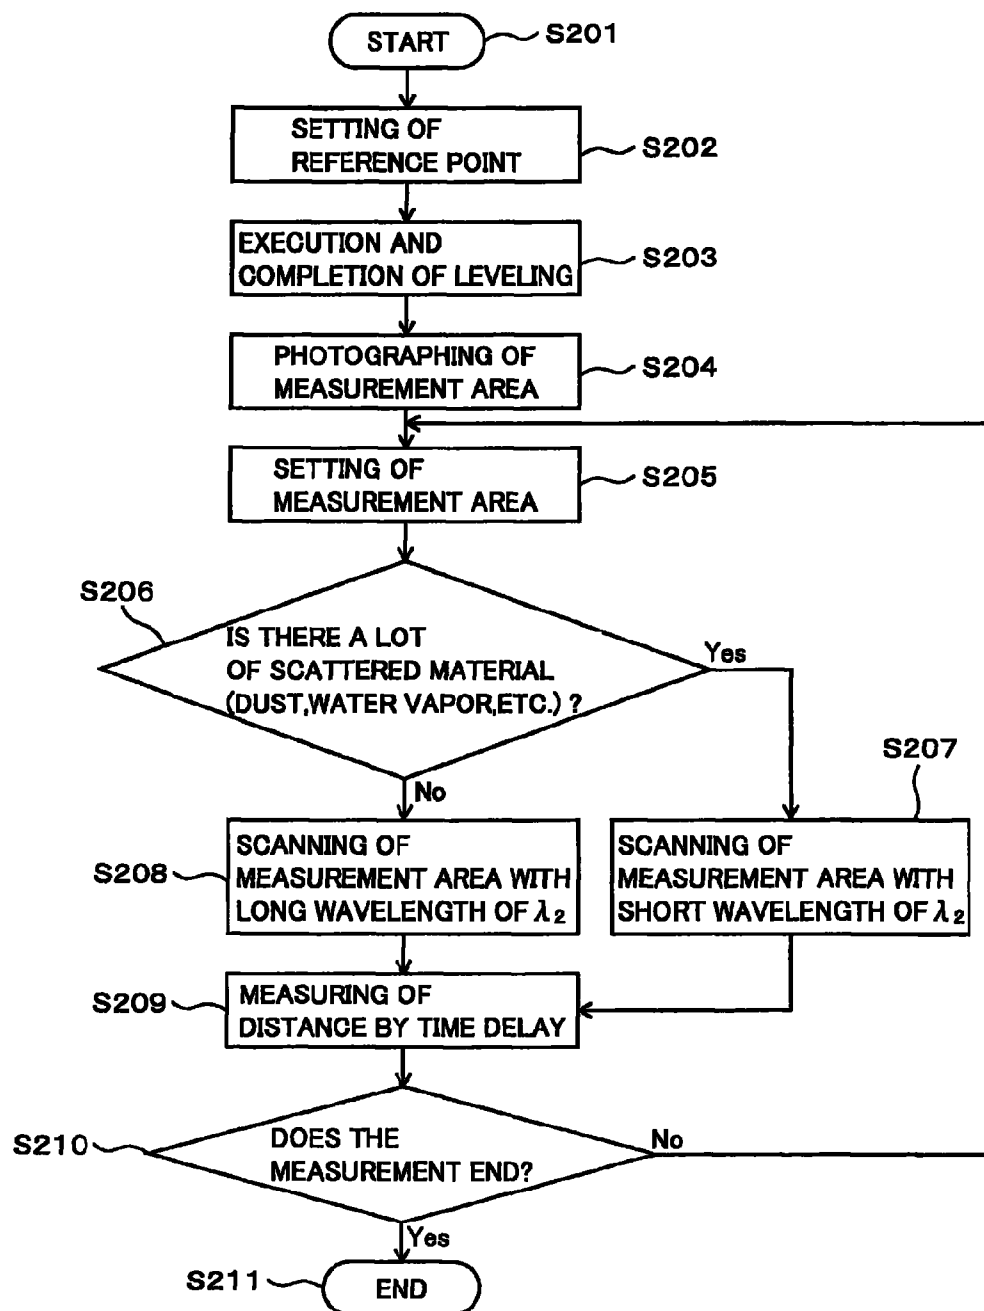 START
S201
SETTING OF
REFERENCE POINT
S202
EXECUTION AND
COMPLETION OF LEVELING
S203
PHOTOGRAPHING OF
MEASUREMENT AREA
S204
SETTING OF
MEASUREMENT AREA
S205
S206
IS THERE A LOT
OF SCATTERED MATERIAL
(DUST,WATER VAPOR,ETC.) ?
Yes
No
S207
SCANNING OF
MEASUREMENT AREA WITH
SHORT WAVELENGTH OF λ₂
S208
SCANNING OF
MEASUREMENT AREA WITH
LONG WAVELENGTH OF λ₂
S209
MEASURING OF
DISTANCE BY TIME DELAY
S210
DOES THE
MEASUREMENT END?
No
Yes
S211
END